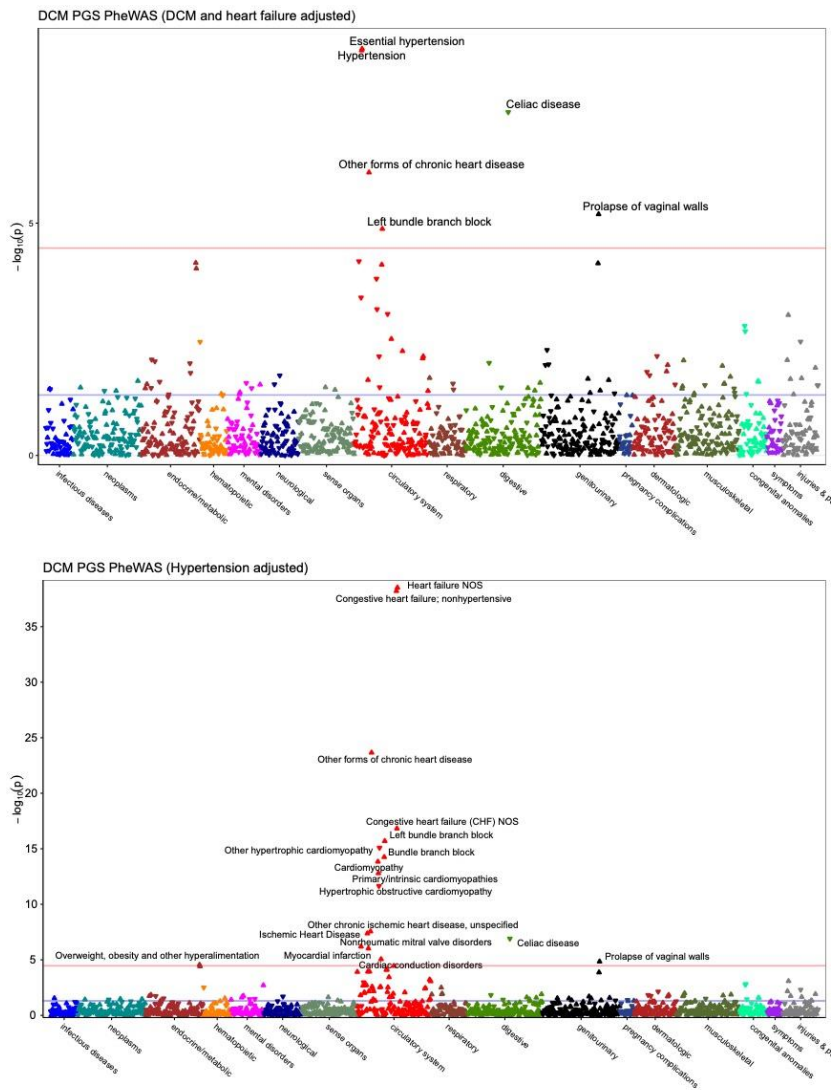 DCM PGS PheWAS (DCM and heart failure adjusted)
Essential hypertension
Hypertension
Celiac disease
Other forms of chronic heart disease
Prolapse of vaginal walls
Left bundle branch block
5
− log10(p)
0
infectious diseases
neoplasms
endocrine/metabolic
hematopoietic
mental disorders
neurological
sense organs
circulatory system
respiratory
digestive
genitourinary
pregnancy complications
dermatologic
musculoskeletal
congenital anomalies
symptoms
injuries & p
DCM PGS PheWAS (Hypertension adjusted)
Heart failure NOS
Congestive heart failure; nonhypertensive
35
30
25
Other forms of chronic heart disease
20
− log10(p)
Congestive heart failure (CHF) NOS
Left bundle branch block
15
Other hypertrophic cardiomyopathy
Bundle branch block
Cardiomyopathy
Primary/intrinsic cardiomyopathies
Hypertrophic obstructive cardiomyopathy
10
Other chronic ischemic heart disease, unspecified
Ischemic Heart Disease
Nonrheumatic mitral valve disorders
Celiac disease
Overweight, obesity and other hyperalimentation
Myocardial infarction
Prolapse of vaginal walls
5
Cardiac conduction disorders
0
infectious diseases
neoplasms
endocrine/metabolic
hematopoietic
mental disorders
neurological
sense organs
circulatory system
respiratory
digestive
genitourinary
pregnancy complications
dermatologic
musculoskeletal
congenital anomalies
symptoms
injuries & p